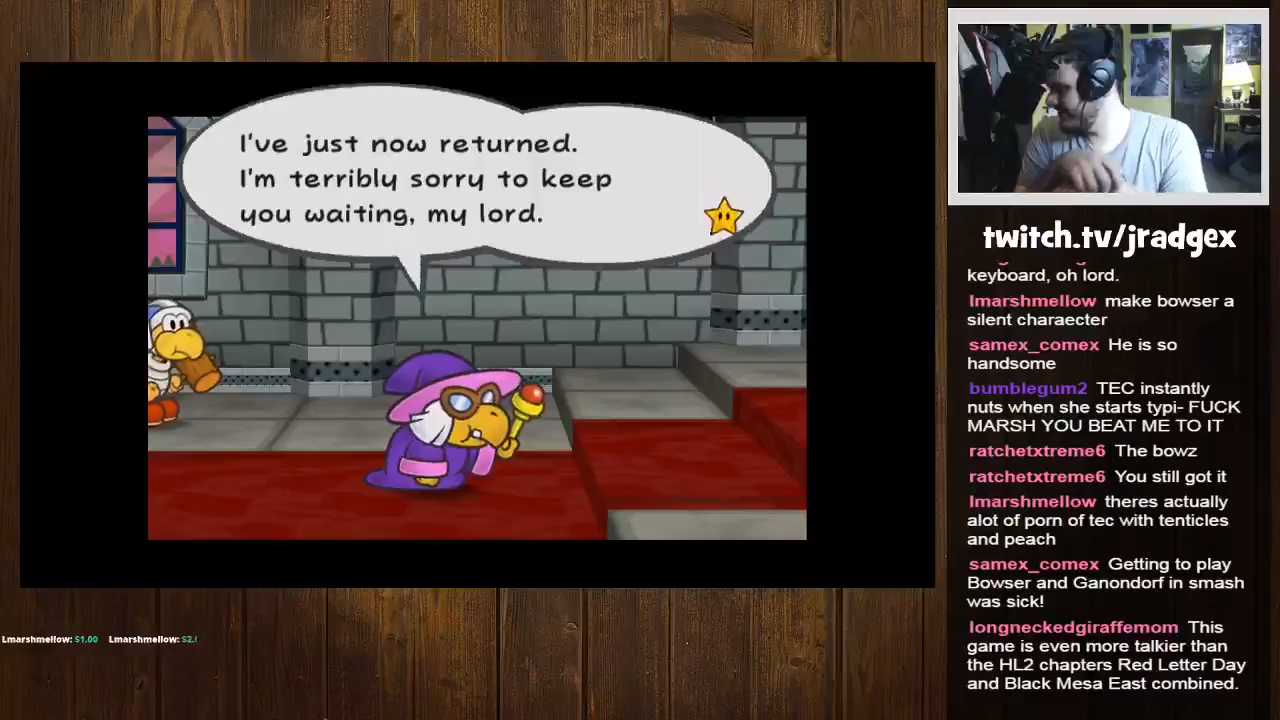 I've just now returned.
I'm terribly sorry to keep
you waiting, my lord.
twitch.tv/jradgex
keyboard, oh lord.
lmarshmellow make bowser a
silent charaecter
samex_comex He is so
handsome
bumblegum2 TEC instantly
nuts when she starts typi- FUCK
MARSH YOU BEAT ME TO IT
ratchetxtreme6 The bowz
ratchetxtreme6 You still got it
lmarshmellow theres actually
alot of porn of tec with tenticles
and peach
samex_comex Getting to play
Bowser and Ganondorf in smash
was sick!
longneckedgiraffemom This
game is even more talkier than
the HL2 chapters Red Letter Day
and Black Mesa East combined.
Lmarshmellow: $1.00 Lmarshmellow: $2.